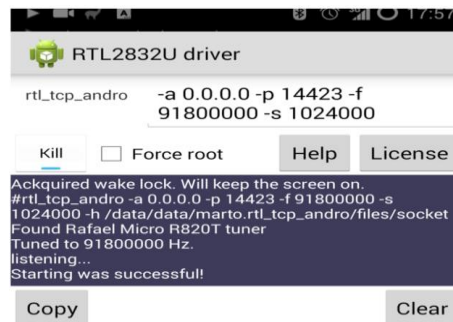 17:57
RTL2832U driver
rtl_tcp_andro
-a 0.0.0.0 -p 14423 -f
91800000 -s 1024000
Kill
Force root
Help
License
Ackquired wake lock. Will keep the screen on.
#rtl_tcp_andro -a 0.0.0.0 -p 14423 -f 91800000 -s
1024000 -h /data/data/marto.rtl_tcp_andro/files/socket
Found Rafael Micro R820T tuner
Tuned to 91800000 Hz.
listening...
Starting was successful!
Copy
Clear